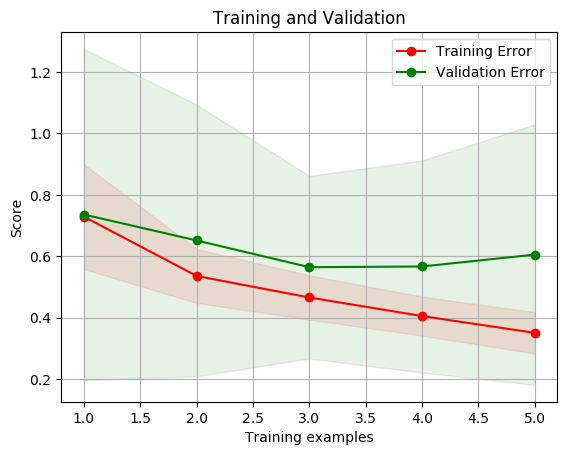 Training and Validation
Training Error
Validation Error
Score
1.2
1.0
0.8
0.6
0.4
0.2
1.0 1.5 2.0 2.5 3.0 3.5 4.0 4.5 5.0
Training examples